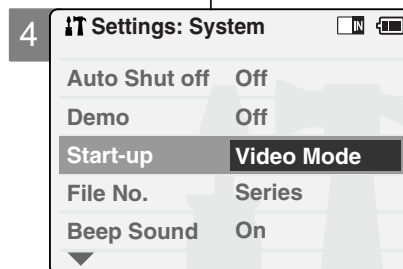 4
Settings: System
IN
Auto Shut off Off
Demo Off
Start-up Video Mode
File No. Series
Beep Sound On